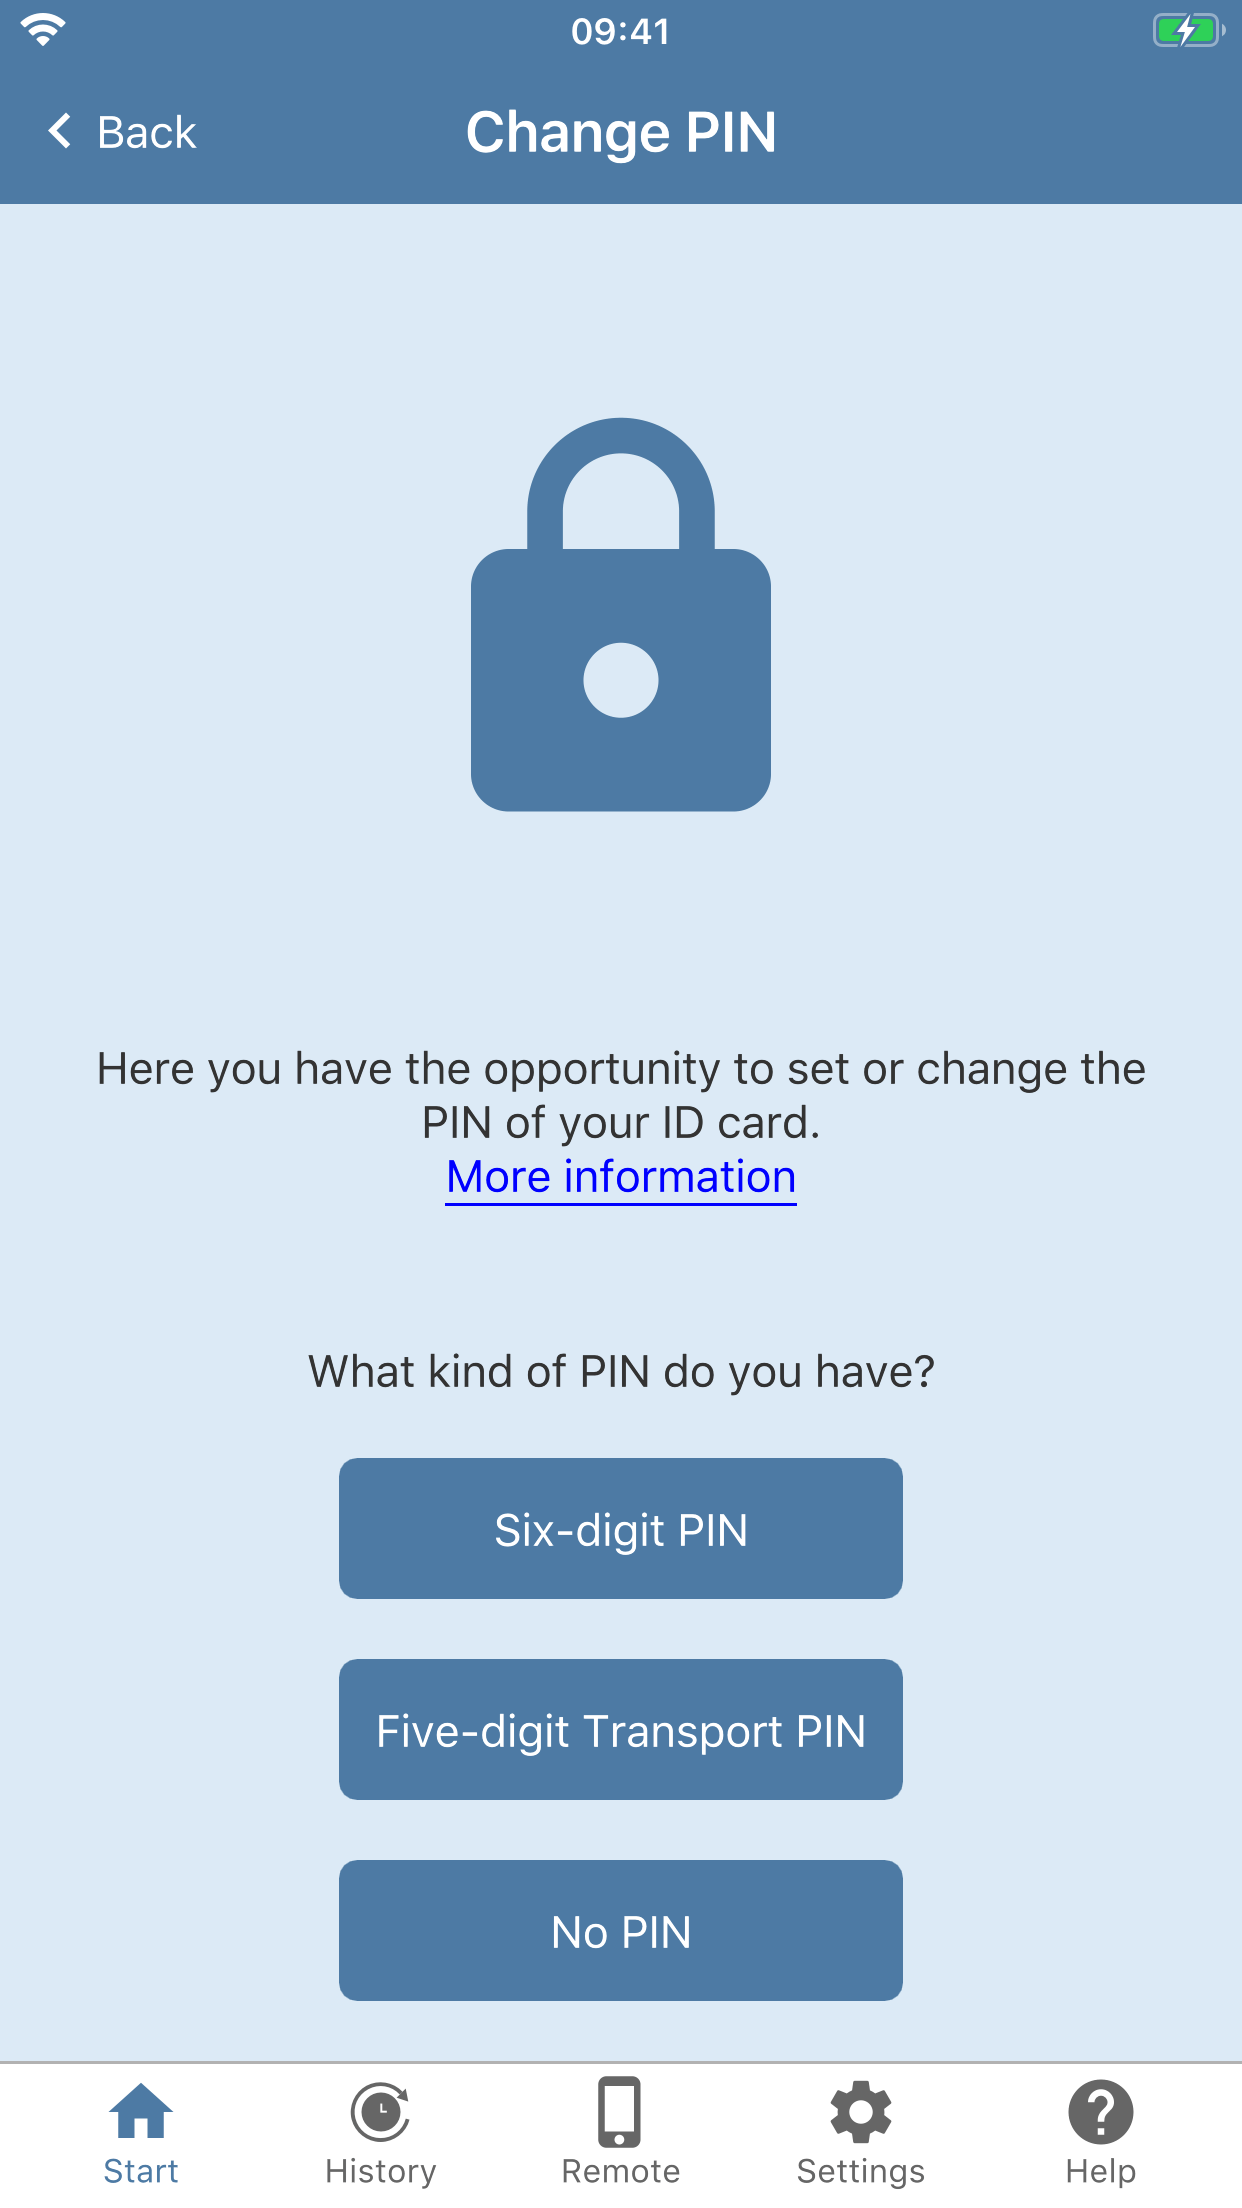 09:41
Back
Change PIN
Here you have the opportunity to set or change the
PIN of your ID card.
More information
What kind of PIN do you have?
Six-digit PIN
Five-digit Transport PIN
No PIN
Start
History
Remote
Settings
Help